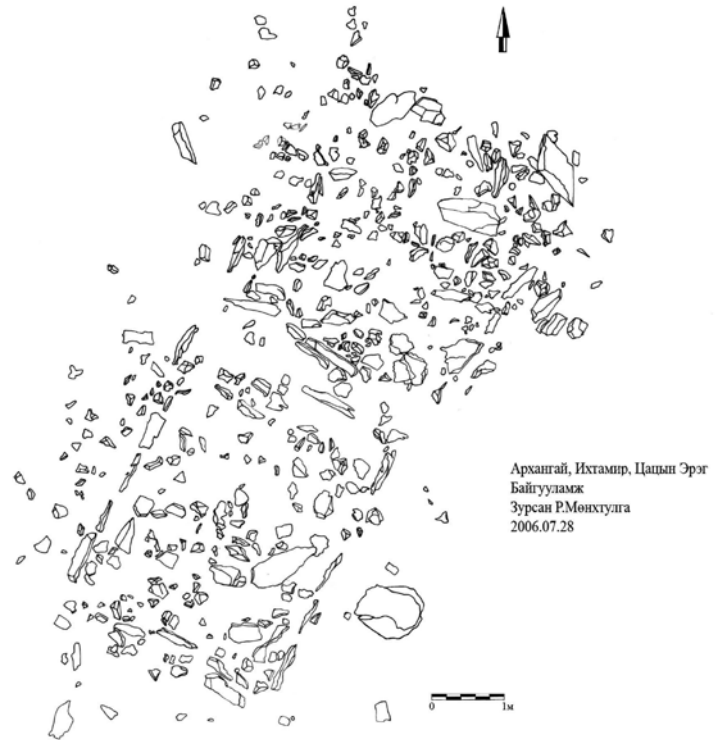 Архангай, Ихтамир, Цацын Эрэг
Байгууламж
Зурсан Р.Мөнхтулга
2006.07.28
0 1м